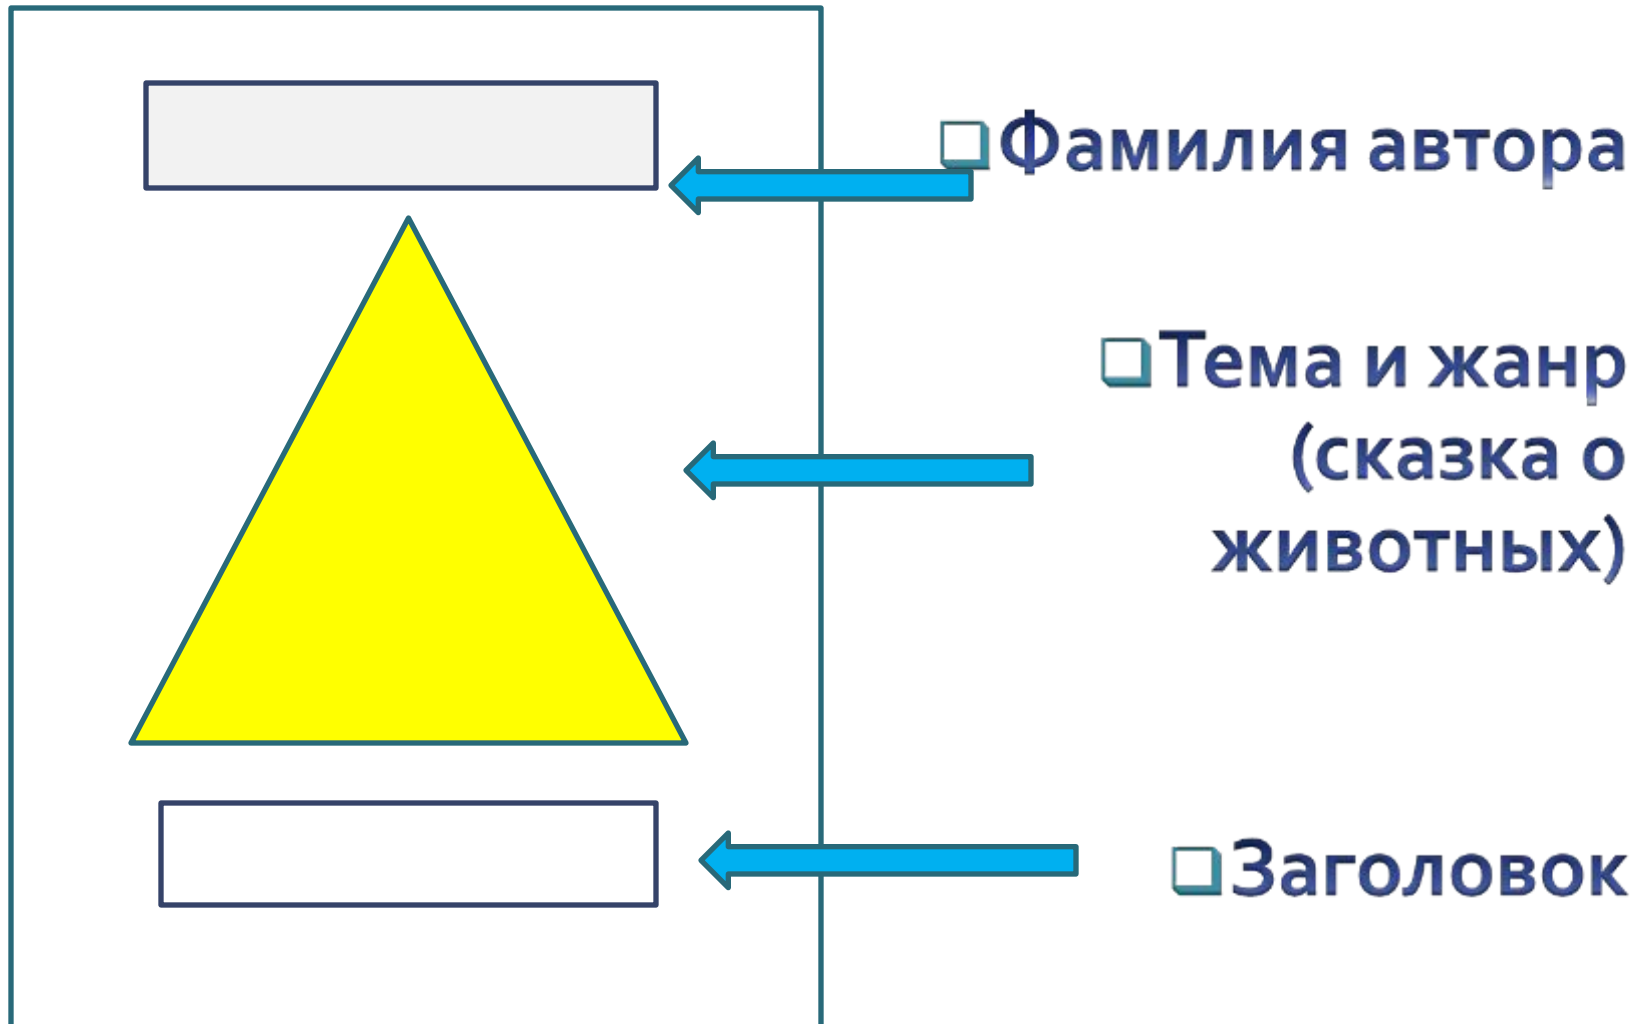 Фамилия автора
Тема и жанр
(сказка о
животных)
Заголовок